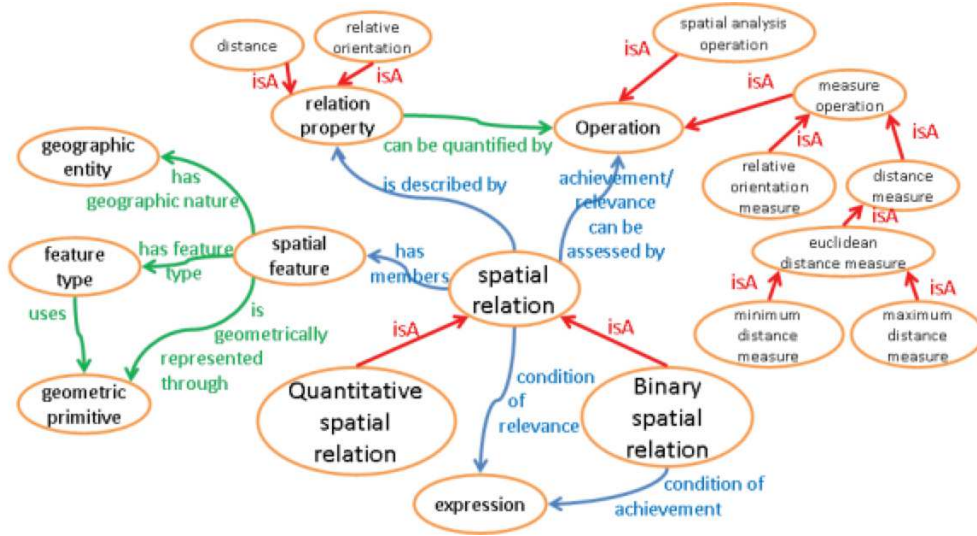 distance
relative
orientation
spatial analysis
operation
isA
isA
isA
isA
relation
property
Operation
measure
operation
can be quantified by
geographic
entity
has
geographic nature
is described by
achievement/
relevance
can be
assessed by
isA
isA
relative
orientation
measure
distance
measure
isA
feature
type
has feature
type
spatial
feature
has
members
spatial
relation
euclidean
distance measure
uses
is
geometrically
represented
through
isA
isA
isA
isA
minimum
distance
measure
maximum
distance
measure
geometric
primitive
Quantitative
spatial
relation
condition
of
relevance
Binary
spatial
relation
expression
condition of
achievement